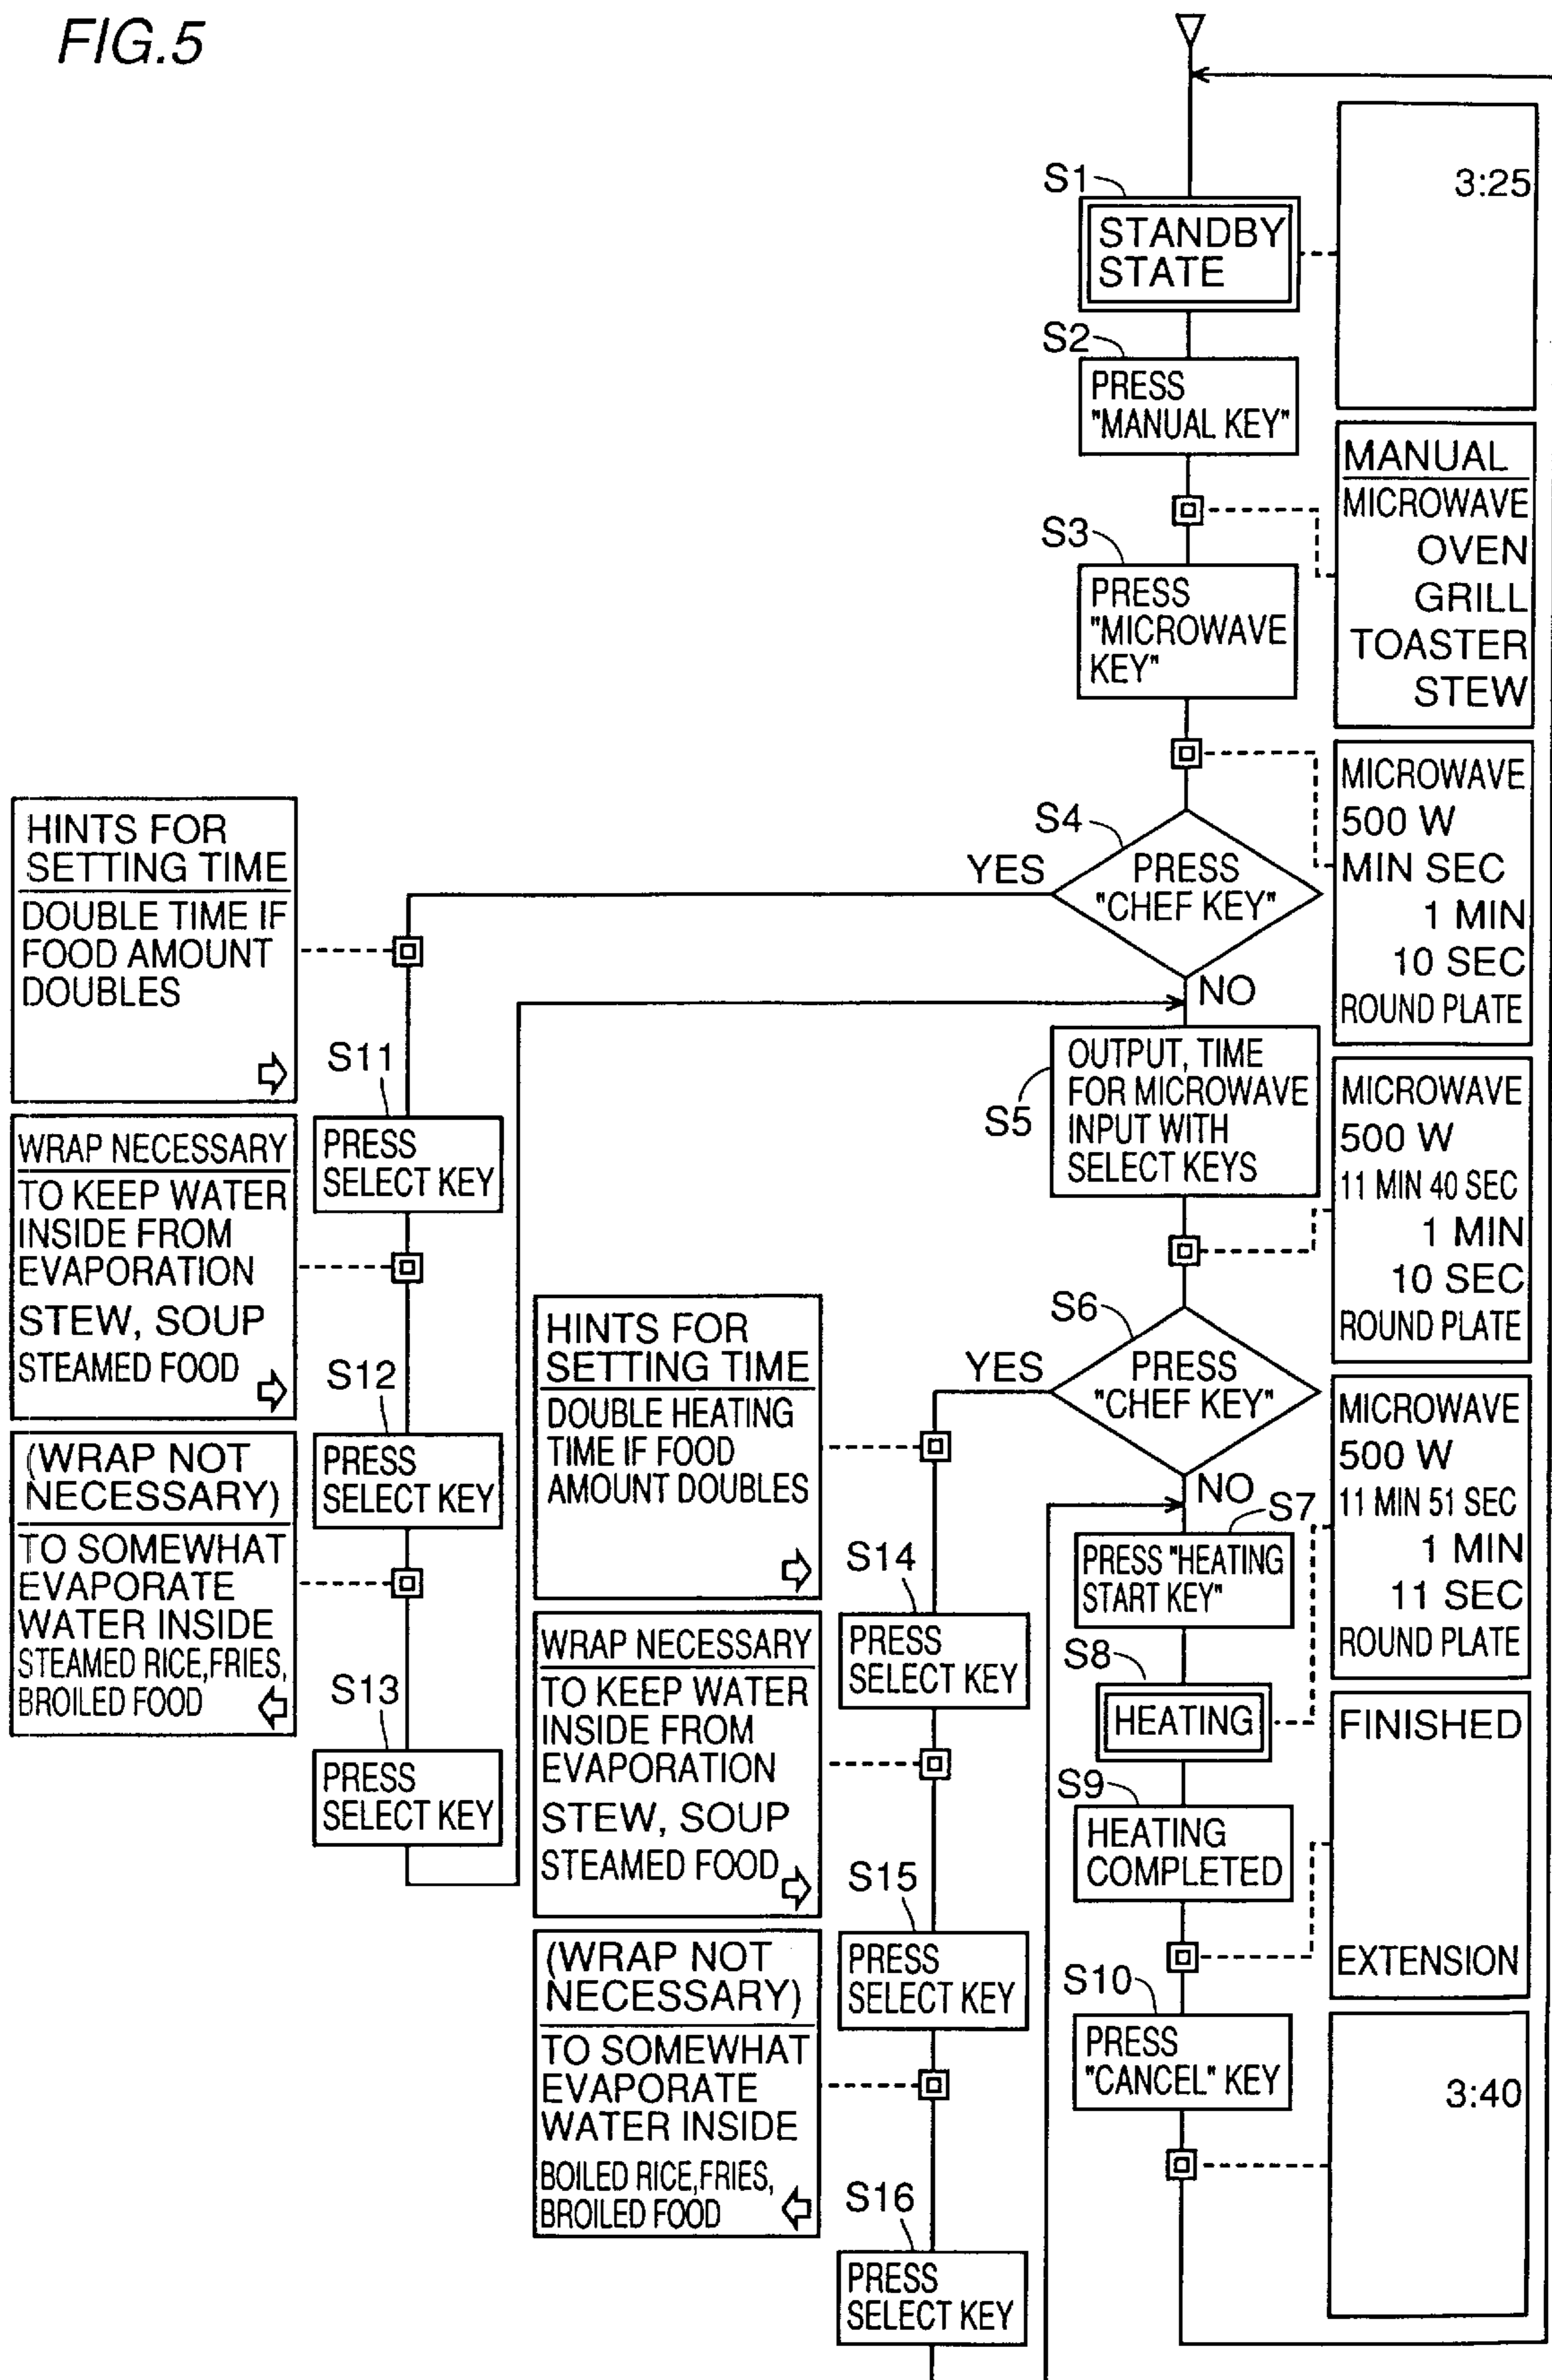 FIG.5
S1
STANDBY
STATE
3:25
S2
PRESS
"MANUAL KEY"
MANUAL
MICROWAVE
OVEN
GRILL
TOASTER
STEW
S3
PRESS
"MICROWAVE
KEY"
MICROWAVE
500 W
MIN SEC
1 MIN
10 SEC
ROUND PLATE
S4
PRESS
"CHEF KEY"
YES
NO
HINTS FOR
SETTING TIME
DOUBLE TIME IF
FOOD AMOUNT
DOUBLES
S11
PRESS
SELECT KEY
WRAP NECESSARY
TO KEEP WATER
INSIDE FROM
EVAPORATION
STEW, SOUP
STEAMED FOOD
S12
PRESS
SELECT KEY
(WRAP NOT
NECESSARY)
TO SOMEWHAT
EVAPORATE
WATER INSIDE
STEAMED RICE,FRIES,
BROILED FOOD
S13
PRESS
SELECT KEY
S5
OUTPUT, TIME
FOR MICROWAVE
INPUT WITH
SELECT KEYS
MICROWAVE
500 W
11 MIN 40 SEC
1 MIN
10 SEC
ROUND PLATE
S6
PRESS
"CHEF KEY"
YES
NO
HINTS FOR
SETTING TIME
DOUBLE HEATING
TIME IF FOOD
AMOUNT DOUBLES
S14
PRESS
SELECT KEY
WRAP NECESSARY
TO KEEP WATER
INSIDE FROM
EVAPORATION
STEW, SOUP
STEAMED FOOD
S15
PRESS
SELECT KEY
(WRAP NOT
NECESSARY)
TO SOMEWHAT
EVAPORATE
WATER INSIDE
BOILED RICE,FRIES,
BROILED FOOD
S16
PRESS
SELECT KEY
S7
PRESS "HEATING
START KEY"
MICROWAVE
500 W
11 MIN 51 SEC
1 MIN
11 SEC
ROUND PLATE
S8
HEATING
S9
HEATING
COMPLETED
FINISHED
EXTENSION
S10
PRESS
"CANCEL" KEY
3:40